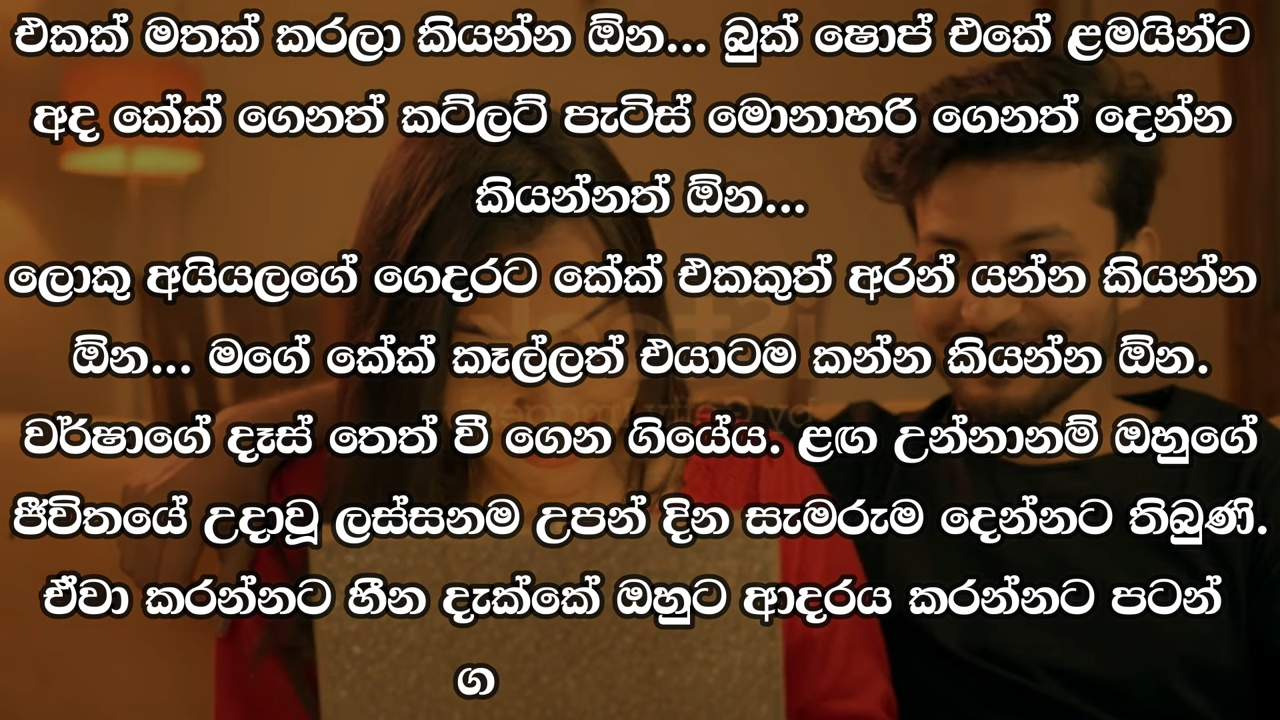 එකක් මතක් කරලා කියන්න ඕන... බුක් ෂොප් එකේ ළමයින්ට
අද කේක් ගෙනත් කට්ලට් පැටිස් මොනාහරි ගෙනත් දෙන්න
කියන්නත් ඕන...
ලොකු අයියලගේ ගෙදරට කේක් එකකුත් අරන් යන්න කියන්න
ඕන... මගේ කේක් කෑල්ලත් එයාටම කන්න කියන්න ඕන.
වර්ෂාගේ දෑස් තෙත් වී ගෙන ගියේය. ළඟ උන්නානම් ඔහුගේ
ජීවිතයේ උදාවූ ලස්සනම උපන් දින සැමරුම දෙන්නට තිබුණි.
ඒවා කරන්නට හීන දැක්කේ ඔහුට ආදරය කරන්නට පටන්
ග